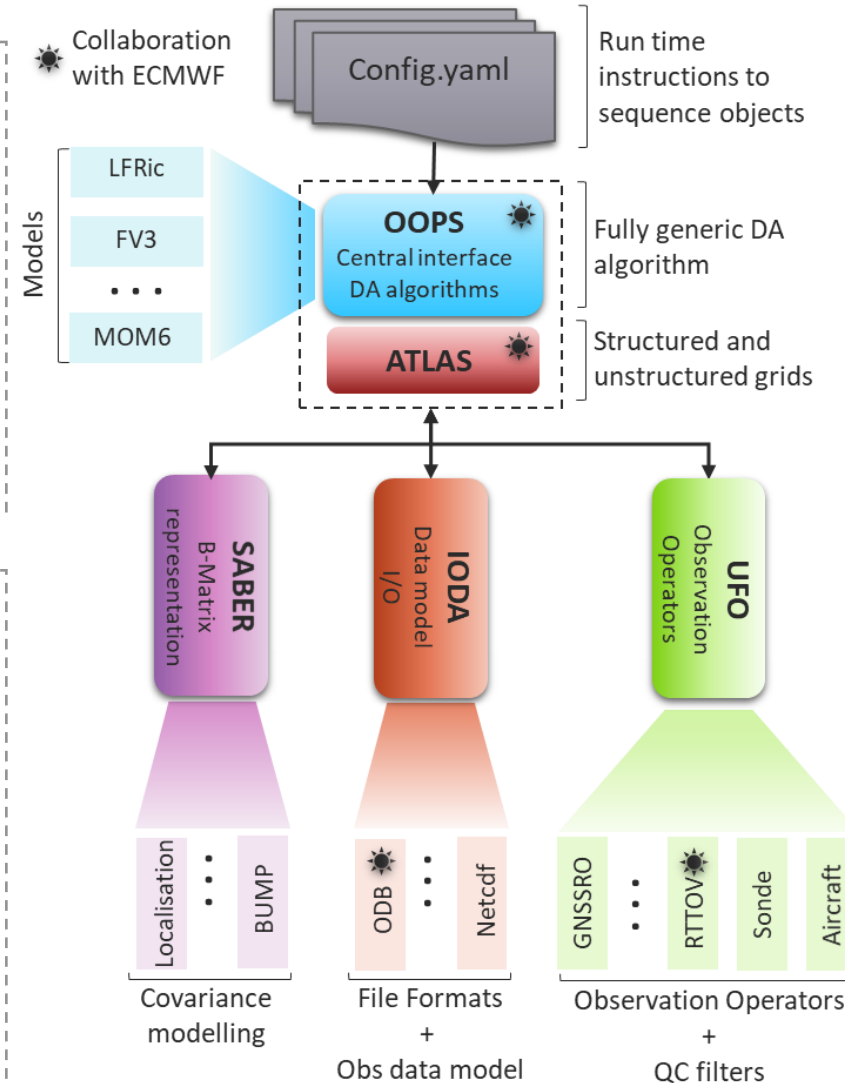 Collaboration
with ECMWF
Config.yaml
Run time
instructions to
sequence objects
Models
LFRic
FV3
...
MOM6
OOPS
Central interface
DA algorithms
Fully generic DA
algorithm
ATLAS
Structured and
unstructured grids
SABER
B-Matrix
representation
IODA
Data model
I/O
UFO
Observation
Operators
Localisation
...
BUMP
ODB
...
Netcdf
GNSSRO
...
RTTOV
Sonde
Aircraft
Covariance
modelling
File Formats
+
Obs data model
Observation Operators
+
QC filters